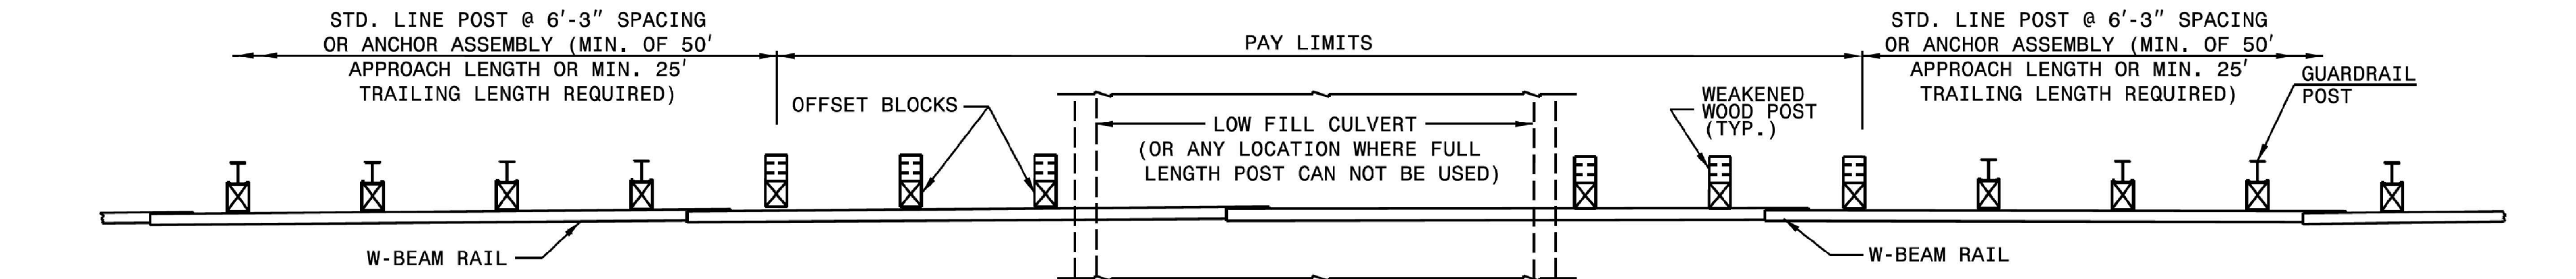 STD. LINE POST @ 6'-3" SPACING
OR ANCHOR ASSEMBLY (MIN. OF 50'
APPROACH LENGTH OR MIN. 25'
TRAILING LENGTH REQUIRED)
PAY LIMITS
STD. LINE POST @ 6'-3" SPACING
OR ANCHOR ASSEMBLY (MIN. OF 50'
APPROACH LENGTH OR MIN. 25'
TRAILING LENGTH REQUIRED)
GUARDRAIL
POST
OFFSET BLOCKS
LOW FILL CULVERT
(OR ANY LOCATION WHERE FULL
LENGTH POST CAN NOT BE USED)
WEAKENED
WOOD POST
(TYP.)
W-BEAM RAIL
W-BEAM RAIL